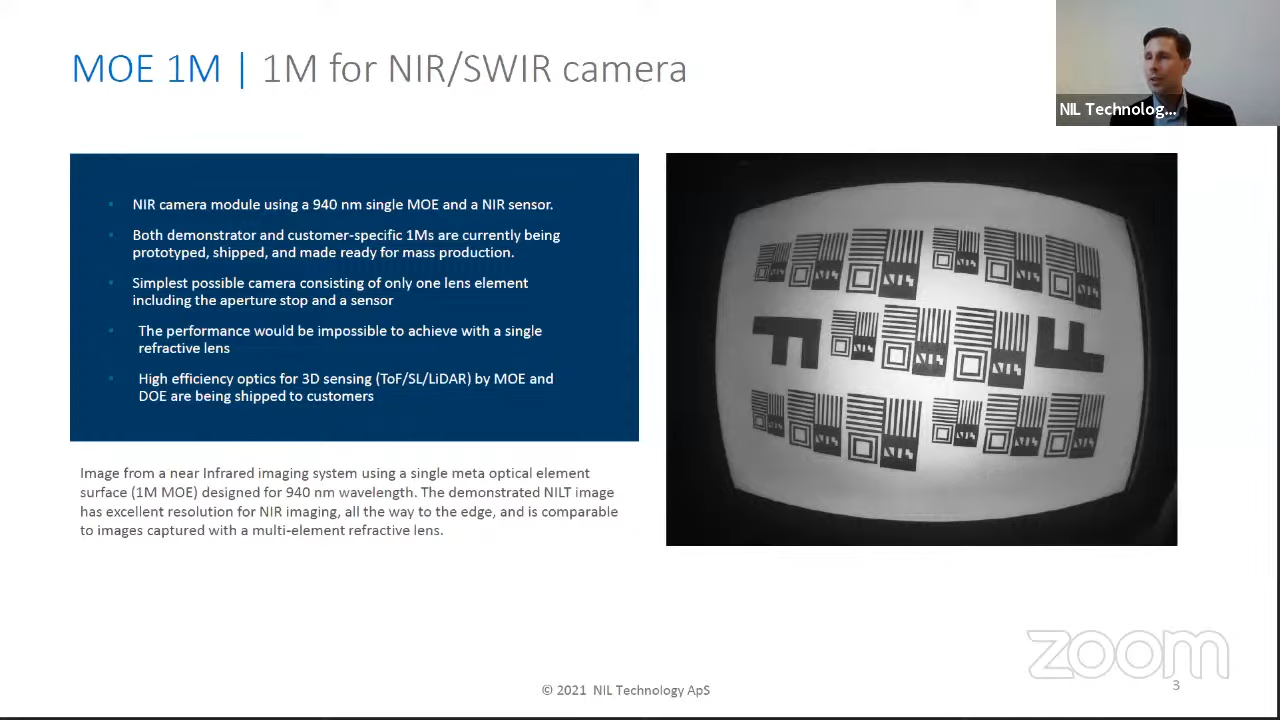 MOE 1M | 1M for NIR/SWIR camera
NIL Technolog...
• NIR camera module using a 940 nm single MOE and a NIR sensor.
• Both demonstrator and customer-specific 1Ms are currently being
prototyped, shipped, and made ready for mass production.
• Simplest possible camera consisting of only one lens element
including the aperture stop and a sensor
• The performance would be impossible to achieve with a single
refractive lens
• High efficiency optics for 3D sensing (ToF/SL/LiDAR) by MOE and
DOE are being shipped to customers
Image from a near Infrared imaging system using a single meta optical element
surface (1M MOE) designed for 940 nm wavelength. The demonstrated NILT image
has excellent resolution for NIR imaging, all the way to the edge, and is comparable
to images captured with a multi-element refractive lens.
F
F
zoom
© 2021 NIL Technology ApS
3